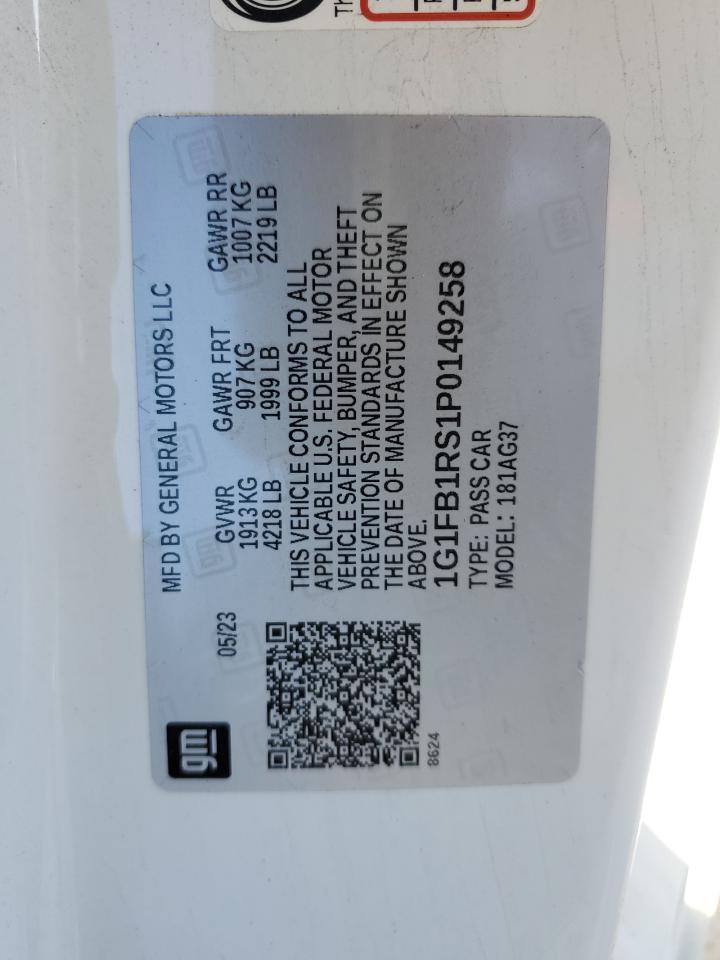 gm
MFD BY GENERAL MOTORS LLC
05/23
GVWR GAWR FRT GAWR RR
1913 KG 907 KG 1007 KG
4218 LB 1999 LB 2219 LB
THIS VEHICLE CONFORMS TO ALL
APPLICABLE U.S. FEDERAL MOTOR
VEHICLE SAFETY, BUMPER, AND THEFT
PREVENTION STANDARDS IN EFFECT ON
THE DATE OF MANUFACTURE SHOWN
ABOVE.
1G1FB1RS1P0149258
TYPE: PASS CAR
MODEL: 181AG37
8624